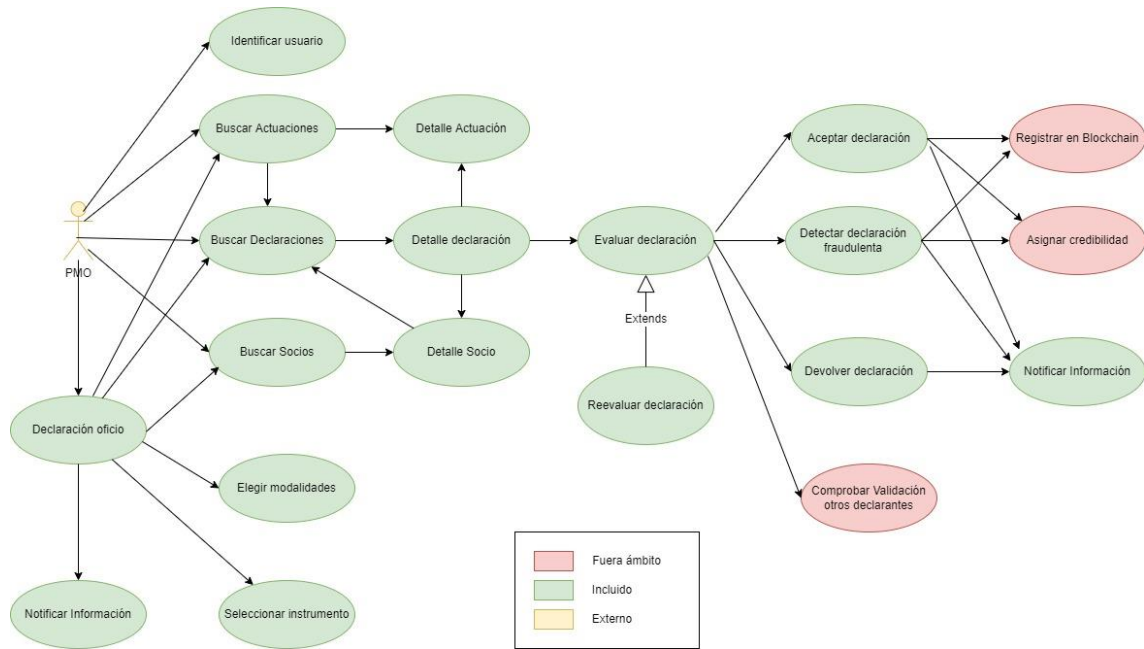 Identificar usuario
Buscar Actuaciones
Detalle Actuación
Aceptar declaración
Registrar en Blockchain
PMO
Buscar Declaraciones
Detalle declaración
Evaluar declaración
Detectar declaración
fraudulenta
Asignar credibilidad
Extends
Buscar Socios
Detalle Socio
Reevaluar declaración
Devolver declaración
Notificar Información
Declaración oficio
Elegir modalidades
Comprobar Validación
otros declarantes
Notificar Información
Seleccionar instrumento
Fuera ámbito
Incluido
Externo